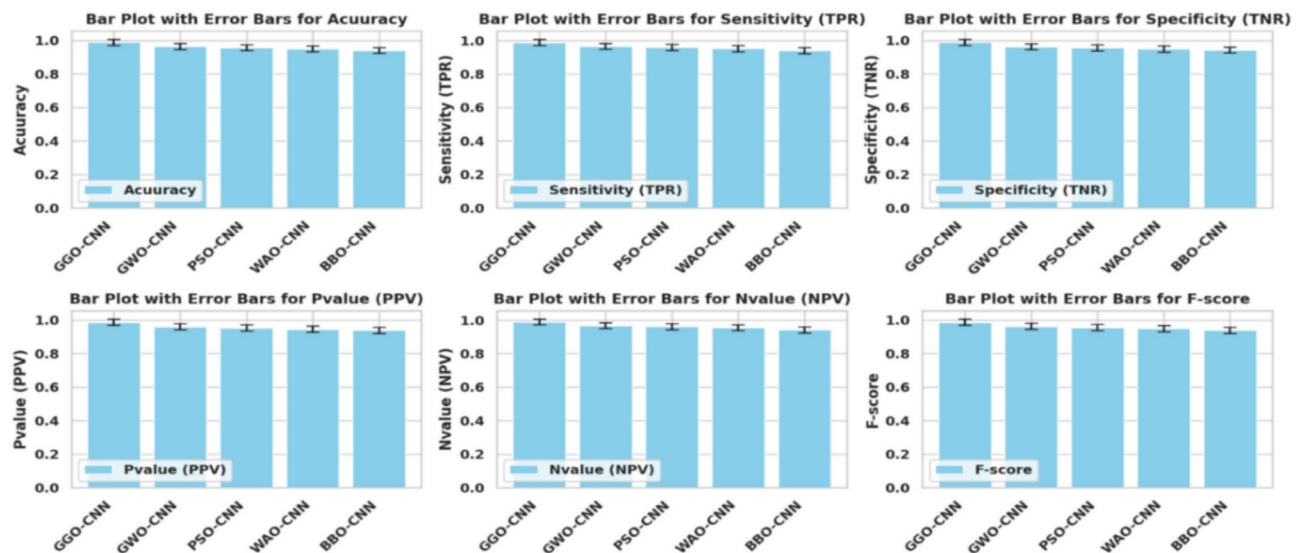 Bar Plot with Error Bars for Acuuracy
1.0
0.8
0.6
0.4
0.2
0.0
Acuuracy
Acuuracy
GGO-CNN
GWO-CNN
PSO-CNN
WAO-CNN
BBO-CNN
Bar Plot with Error Bars for Sensitivity (TPR)
1.0
0.8
0.6
0.4
0.2
0.0
Sensitivity (TPR)
Sensitivity (TPR)
GGO-CNN
GWO-CNN
PSO-CNN
WAO-CNN
BBO-CNN
Bar Plot with Error Bars for Specificity (TNR)
1.0
0.8
0.6
0.4
0.2
0.0
Specificity (TNR)
Specificity (TNR)
GGO-CNN
GWO-CNN
PSO-CNN
WAO-CNN
BBO-CNN
Bar Plot with Error Bars for Pvalue (PPV)
1.0
0.8
0.6
0.4
0.2
0.0
Pvalue (PPV)
Pvalue (PPV)
GGO-CNN
GWO-CNN
PSO-CNN
WAO-CNN
BBO-CNN
Bar Plot with Error Bars for Nvalue (NPV)
1.0
0.8
0.6
0.4
0.2
0.0
Nvalue (NPV)
Nvalue (NPV)
GGO-CNN
GWO-CNN
PSO-CNN
WAO-CNN
BBO-CNN
Bar Plot with Error Bars for F-score
1.0
0.8
0.6
0.4
0.2
0.0
F-score
F-score
GGO-CNN
GWO-CNN
PSO-CNN
WAO-CNN
BBO-CNN